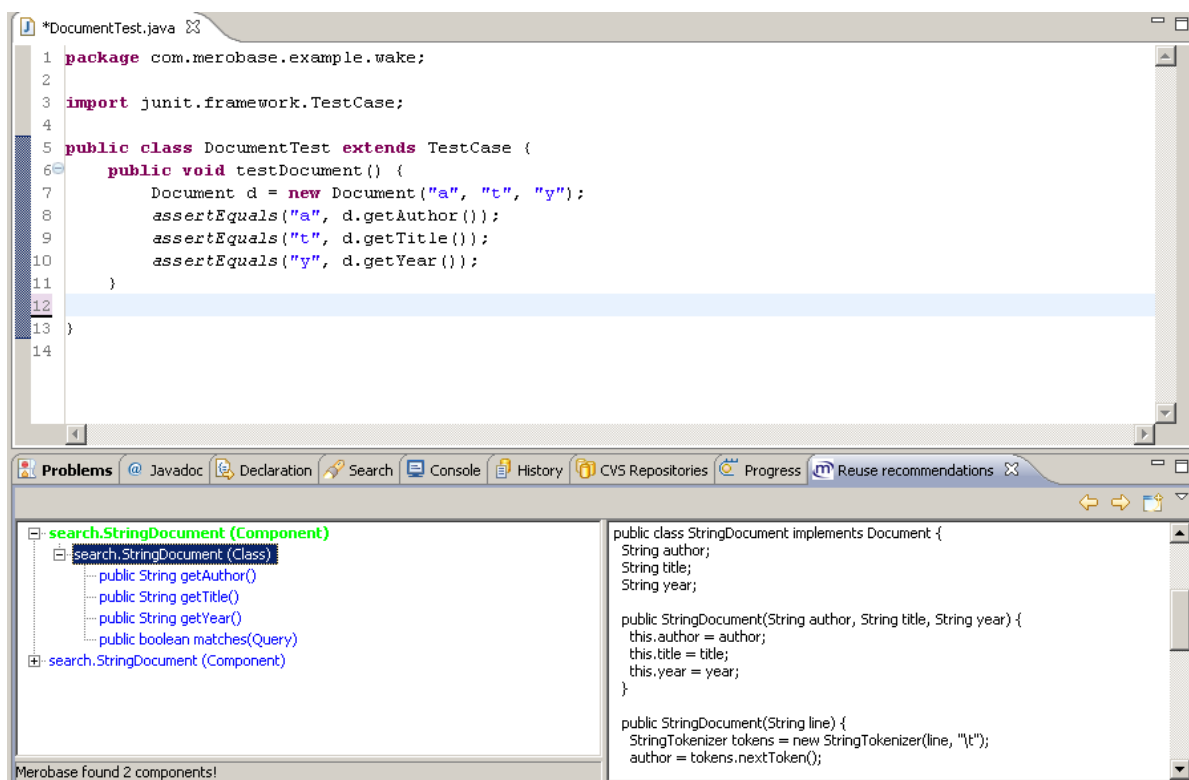 *DocumentTest.java
1 package com.merobase.example.wake;
2
3 import junit.framework.TestCase;
4
5 public class DocumentTest extends TestCase {
6 public void testDocument() {
7 Document d = new Document("a", "t", "y");
8 assertEquals("a", d.getAuthor());
9 assertEquals("t", d.getTitle());
10 assertEquals("y", d.getYear());
11 }
12
13 }
14
Problems @ Javadoc Declaration Search Console History CVS Repositories Progress Reuse recommendations
search.StringDocument (Component)
search.StringDocument (Class)
public String getAuthor()
public String getTitle()
public String getYear()
public boolean matches(Query)
search.StringDocument (Component)
Merobase found 2 components!
public class StringDocument implements Document {
String author;
String title;
String year;
public StringDocument(String author, String title, String year) {
this.author = author;
this.title = title;
this.year = year;
}
public StringDocument(String line) {
StringTokenizer tokens = new StringTokenizer(line, "\t");
author = tokens.nextToken();